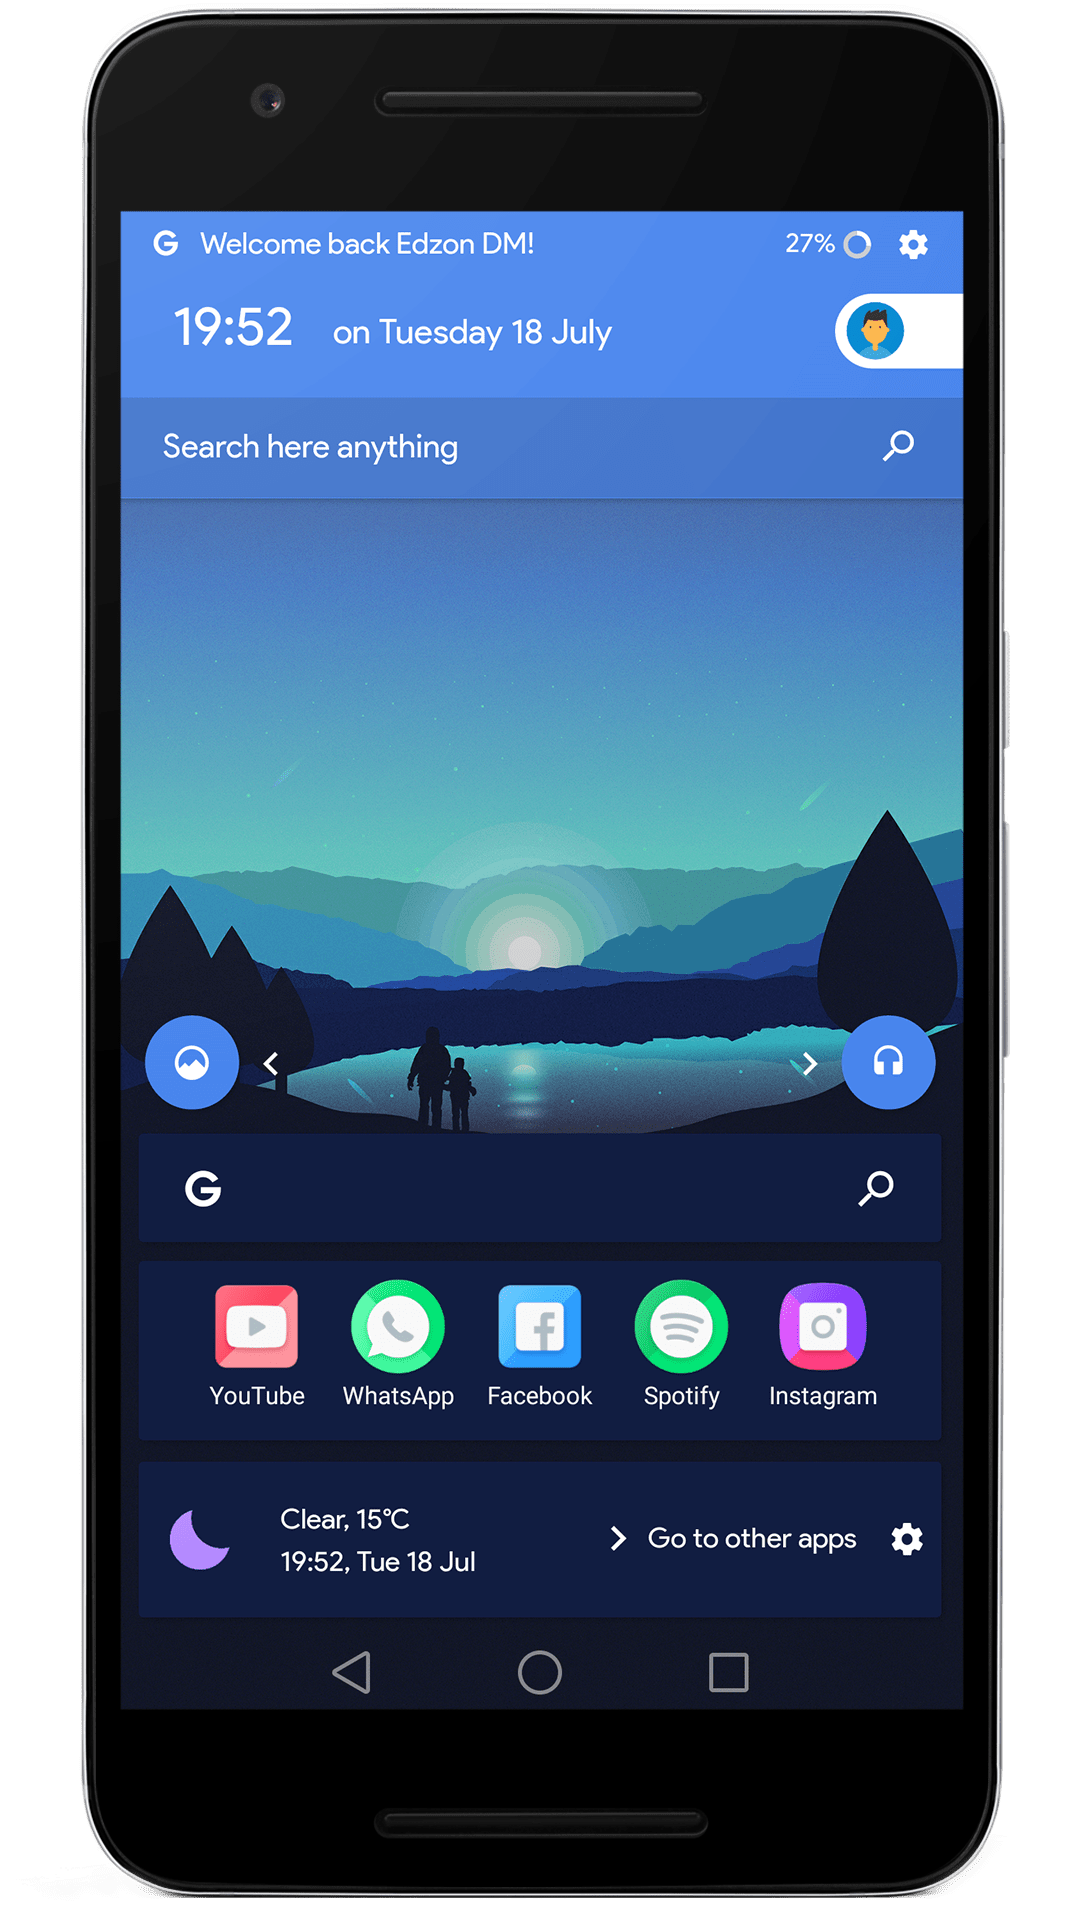 G Welcome back Edzon DM! 27%
19:52 on Tuesday 18 July
Search here anything
G
YouTube WhatsApp Facebook Spotify Instagram
Clear, 15°C
19:52, Tue 18 Jul
Go to other apps